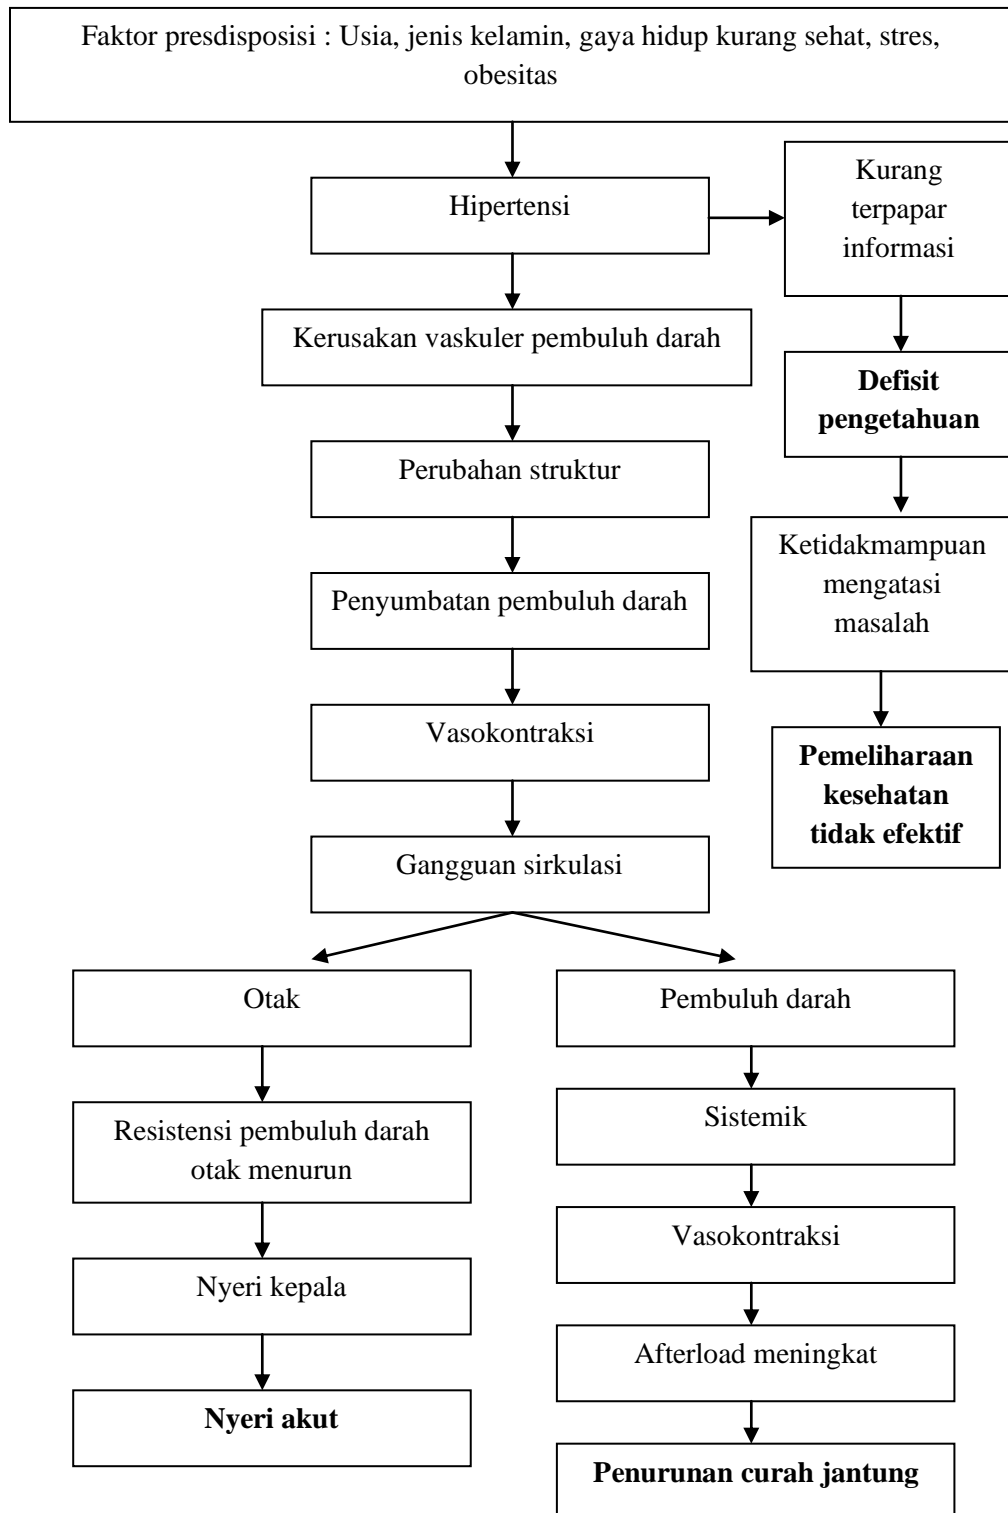 Faktor presdisposisi : Usia, jenis kelamin, gaya hidup kurang sehat, stres,
obesitas
Hipertensi
Kurang
terpapar
informasi
Kerusakan vaskuler pembuluh darah
Defisit
pengetahuan
Perubahan struktur
Ketidakmampuan
mengatasi
masalah
Penyumbatan pembuluh darah
Vasokontraksi
Pemeliharaan
kesehatan
tidak efektif
Gangguan sirkulasi
Otak
Pembuluh darah
Resistensi pembuluh darah
otak menurun
Sistemik
Nyeri kepala
Vasokontraksi
Nyeri akut
Afterload meningkat
Penurunan curah jantung